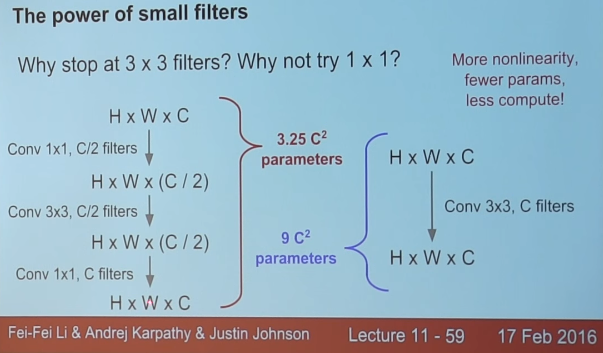 The power of small filters
Why stop at 3 x 3 filters? Why not try 1 x 1?
More nonlinearity,
fewer params,
less compute!
H x W x C
Conv 1x1, C/2 filters
H x W x (C / 2)
Conv 3x3, C/2 filters
H x W x (C / 2)
Conv 1x1, C filters
H x W x C
3.25 C²
parameters
9 C²
parameters
H x W x C
Conv 3x3, C filters
H x W x C
Fei-Fei Li & Andrej Karpathy & Justin Johnson
Lecture 11 - 59
17 Feb 2016